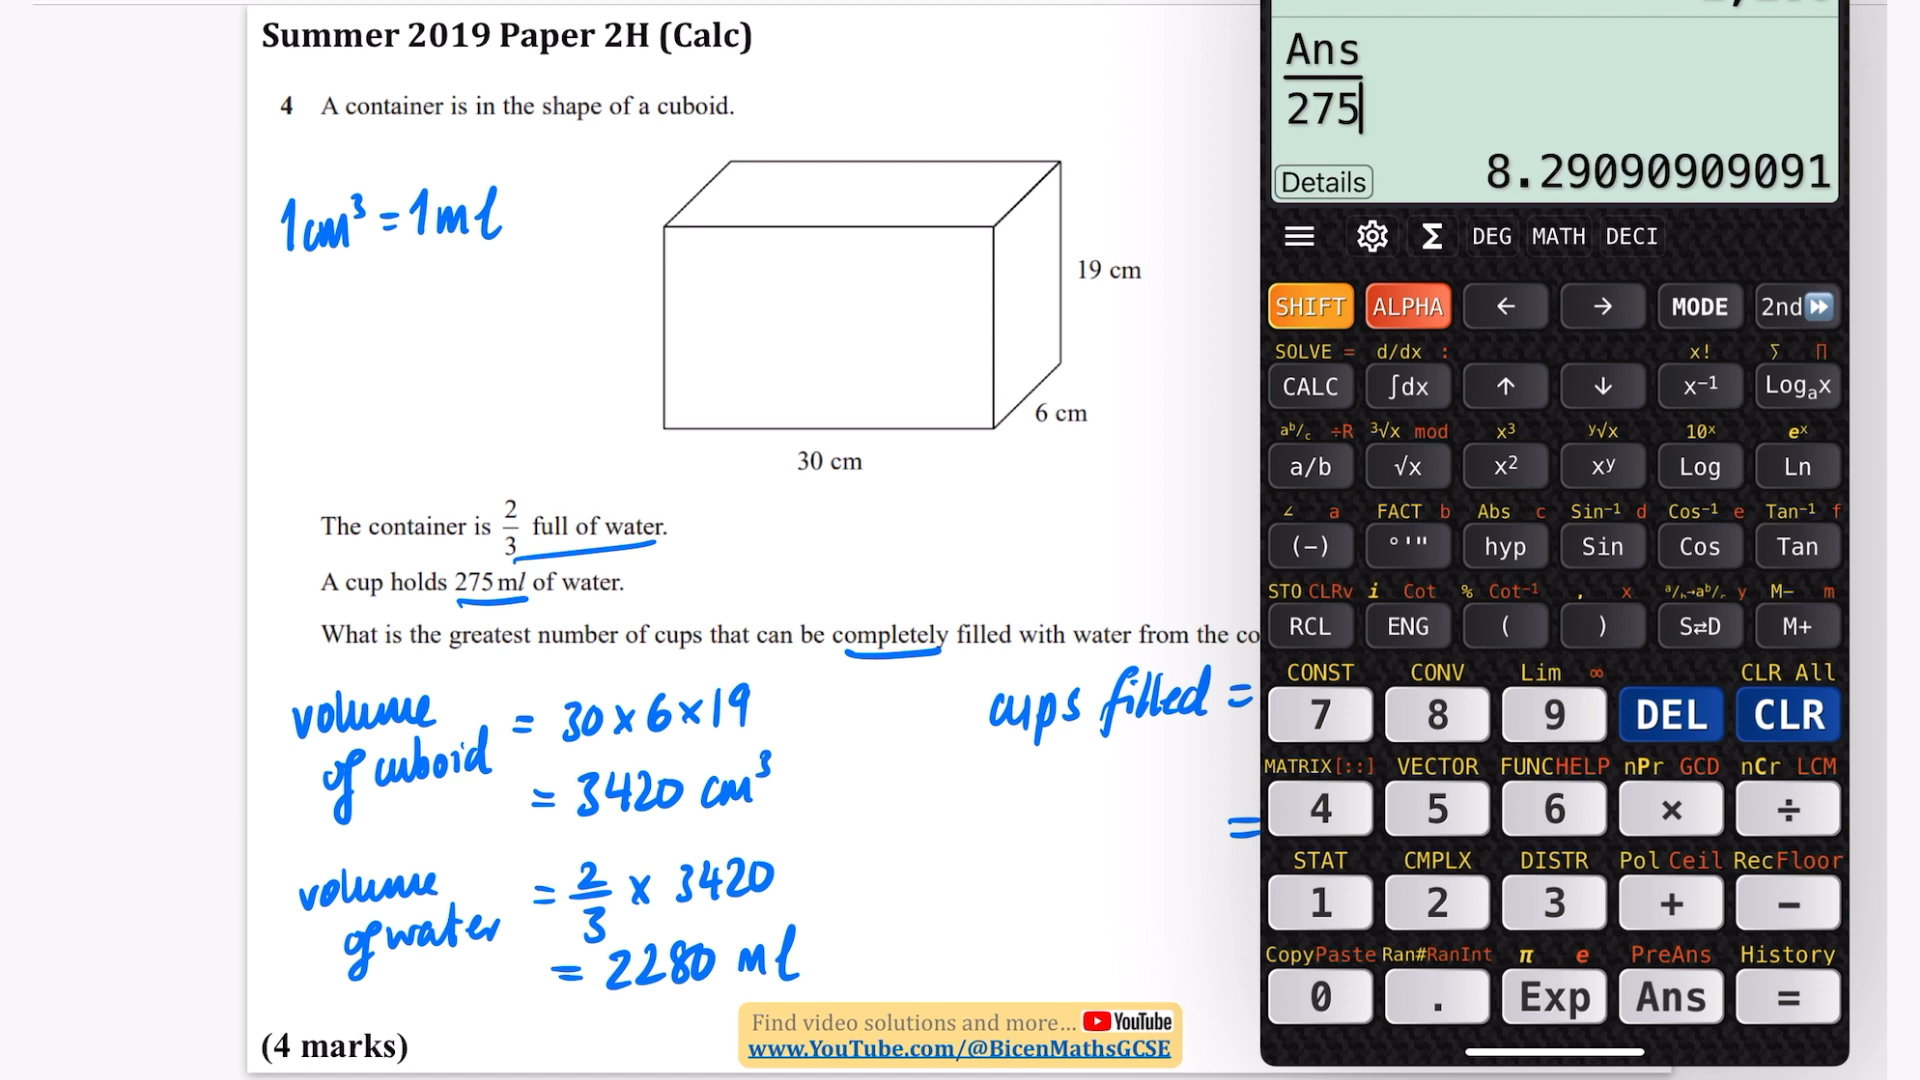 Summer 2019 Paper 2H (Calc)
4 A container is in the shape of a cuboid.
1cm³ = 1ml
19 cm
6 cm
30 cm
The container is 2/3 full of water.
A cup holds 275 ml of water.
What is the greatest number of cups that can be completely filled with water from the co
volume of cuboid = 30 × 6 × 19
= 3420 cm³
volume of water = 2/3 × 3420
= 2280 ml
cups filled =
=
(4 marks)
Find video solutions and more... YouTube
www.YouTube.com/@BicenMathsGCSE
Ans
275
Details 8.29090909091
Σ DEG MATH DECI
SHIFT ALPHA ← → MODE 2nd
SOLVE = d/dx : x! ∑ ∏
CALC ∫dx ↑ ↓ x⁻¹ Logₐx
aᵇ/c ÷R ³√x mod x³ ʸ√x 10ˣ eˣ
a/b √x x² xʸ Log Ln
∠ a FACT b Abs c Sin⁻¹ d Cos⁻¹ e Tan⁻¹ f
(−) °'" hyp Sin Cos Tan
STO CLRv i Cot % Cot⁻¹ , x y M− m
RCL ENG ( ) S⇄D M+
CONST CONV Lim ∞ CLR All
7 8 9 DEL CLR
MATRIX[::] VECTOR FUNCHELP nPr GCD nCr LCM
4 5 6 × ÷
STAT CMPLX DISTR Pol Ceil RecFloor
1 2 3 + −
CopyPaste Ran#RanInt π e PreAns History
0 . Exp Ans =